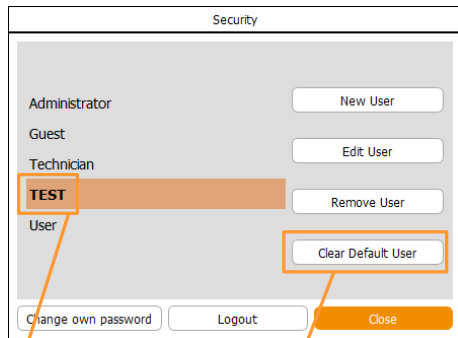 Security
Administrator
Guest
Technician
TEST
User
New User
Edit User
Remove User
Clear Default User
Change own password
Logout
Close